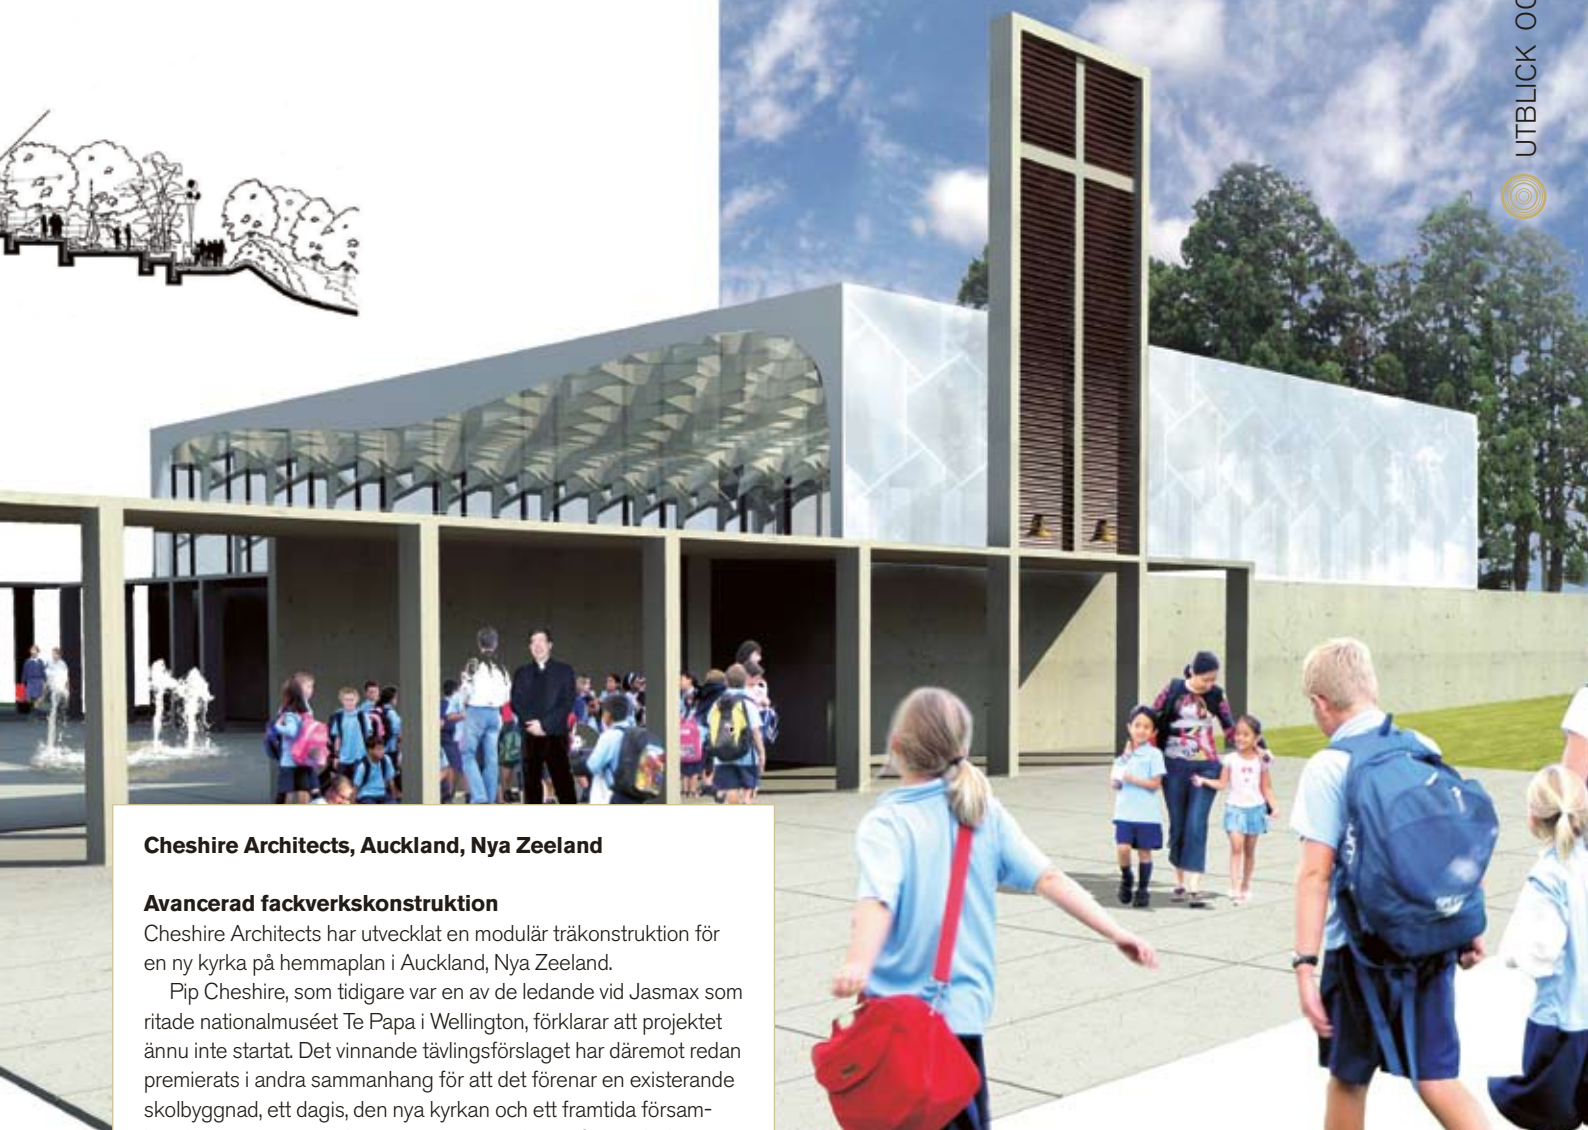 UTBLICK
Cheshire Architects, Auckland, Nya Zeeland
Avancerad fackverkskonstruktion
Cheshire Architects har utvecklat en modulär träkonstruktion för
en ny kyrka på hemmaplan i Auckland, Nya Zeeland.
Pip Cheshire, som tidigare var en av de ledande vid Jasmax som
ritade nationalmuséet Te Papa i Wellington, förklarar att projektet
ännu inte startat. Det vinnande tävlingsförslaget har däremot redan
premierats i andra sammanhang för att det förenar en existerande
skolbyggnad, ett dagis, den nya kyrkan och ett framtida försam-